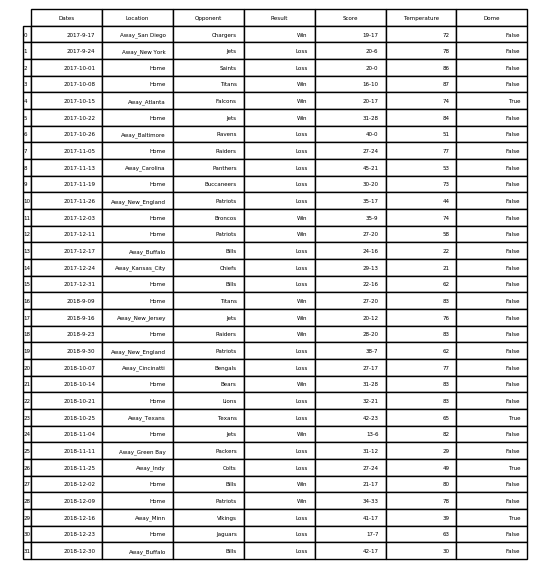 Dates Location Opponent Result Score Temperature Dome
0 2017-9-17 Away_San Diego Chargers Win 19-17 72 False
1 2017-9-24 Away_New York Jets Loss 20-6 78 False
2 2017-10-01 Home Saints Loss 20-0 86 False
3 2017-10-08 Home Titans Win 16-10 87 False
4 2017-10-15 Away_Atlanta Falcons Win 20-17 74 True
5 2017-10-22 Home Jets Win 31-28 84 False
6 2017-10-26 Away_Baltimore Ravens Loss 40-0 51 False
7 2017-11-05 Home Raiders Loss 27-24 77 False
8 2017-11-13 Away_Carolina Panthers Loss 45-21 53 False
9 2017-11-19 Home Buccaneers Loss 30-20 73 False
10 2017-11-26 Away_New_England Patriots Loss 35-17 44 False
11 2017-12-03 Home Broncos Win 35-9 74 False
12 2017-12-11 Home Patriots Win 27-20 58 False
13 2017-12-17 Away_Buffalo Bills Loss 24-16 22 False
14 2017-12-24 Away_Kansas_City Chiefs Loss 29-13 21 False
15 2017-12-31 Home Bills Loss 22-16 62 False
16 2018-9-09 Home Titans Win 27-20 83 False
17 2018-9-16 Away_New_Jersey Jets Win 20-12 76 False
18 2018-9-23 Home Raiders Win 28-20 83 False
19 2018-9-30 Away_New_England Patriots Loss 38-7 62 False
20 2018-10-07 Away_Cincinatti Bengals Loss 27-17 77 False
21 2018-10-14 Home Bears Win 31-28 83 False
22 2018-10-21 Home Lions Loss 32-21 83 False
23 2018-10-25 Away_Texans Texans Loss 42-23 65 True
24 2018-11-04 Home Jets Win 13-6 82 False
25 2018-11-11 Away_Green Bay Packers Loss 31-12 29 False
26 2018-11-25 Away_Indy Colts Loss 27-24 49 True
27 2018-12-02 Home Bills Win 21-17 80 False
28 2018-12-09 Home Patriots Win 34-33 78 False
29 2018-12-16 Away_Minn Vikings Loss 41-17 39 True
30 2018-12-23 Home Jaguars Loss 17-7 63 False
31 2018-12-30 Away_Buffalo Bills Loss 42-17 30 False